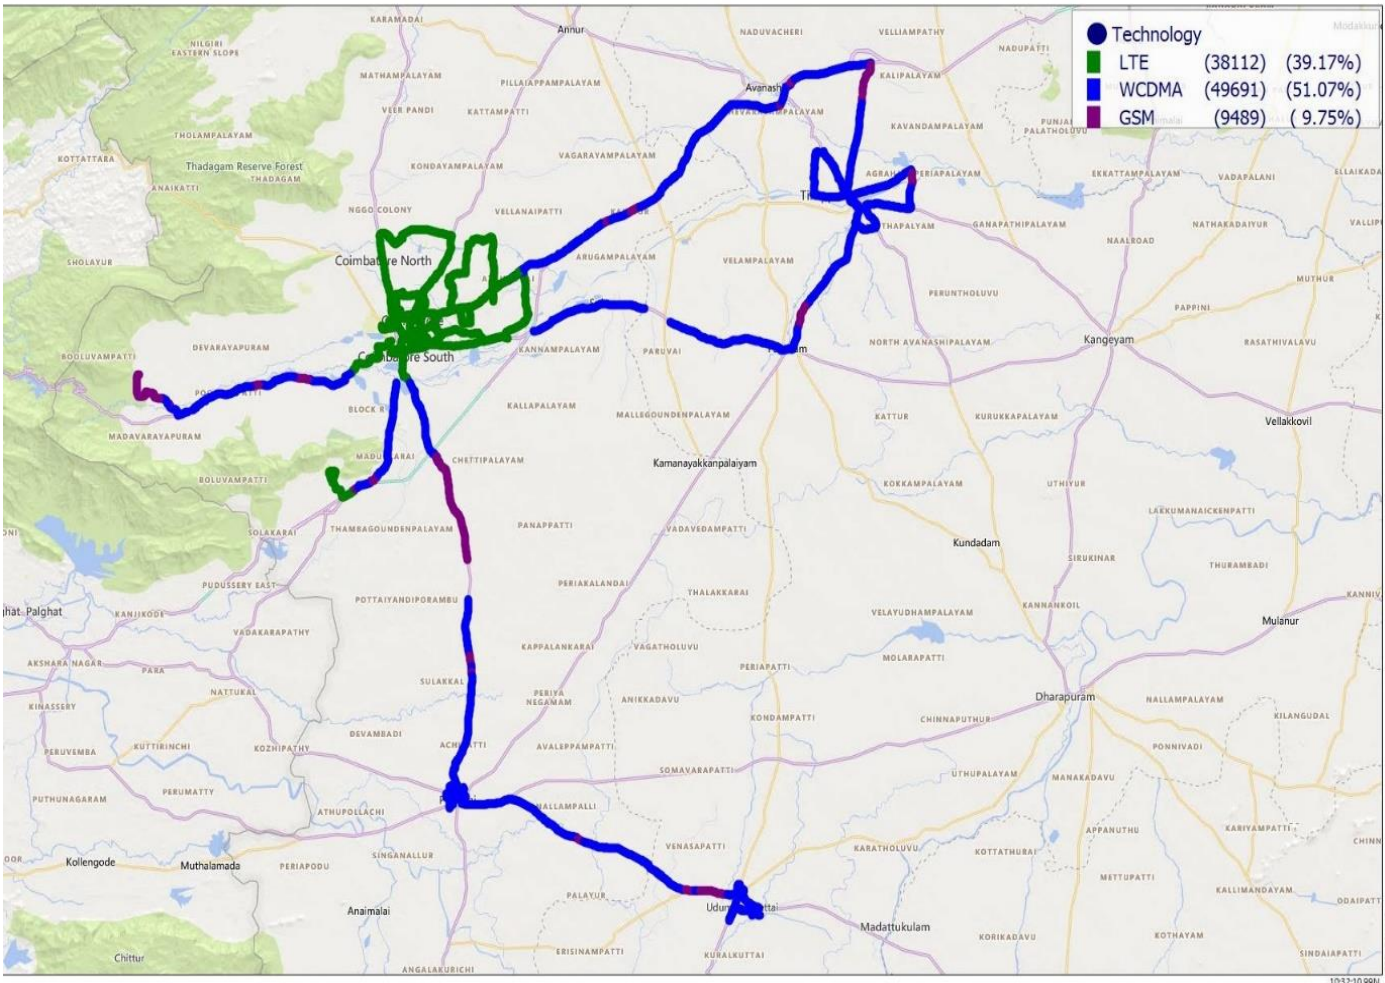 KARAMADAI
Annur
NADUVACHERI
VELLIAMPATHY
Technology
LTE (38112) (39.17%)
WCDMA (49691) (51.07%)
GSM (9489) ( 9.75%)
NILGIRI
EASTERN SLOPE
MATHAMPALAYAM
PILLAIAPPAMPALAYAM
NADUPATTI
KALIPALAYAM
VEER PANDI
KATTAMPATTI
KAVANDAMPALAYAM
PALATHOLUVU
THOLAMPALAYAM
KOTTATTARA
Thadagam Reserve Forest
THADAGAM
KONDAYAMPALAYAM
VAGARAYAMPALAYAM
EKKATTAMPALAYAM
VADAPALANI
ANAIKATTI
NGGO COLONY
VELLANAIPATTI
GANAPATHIPALAYAM
NATHAKADAIYUR
NAALROAD
SHOLAYUR
Coimbatore North
ARUGAMPALAYAM
VELAMPALAYAM
MUTHUR
PERUNTHOLUVU
PAPPINI
BOOLUVAMPATTI
DEVARAYAPURAM
Coimbatore South
KANNAMPALAYAM
PARUVAI
NORTH AVANASHIPALAYAM
Kangeyam
RASATHIVALAVU
KALLAPALAYAM
MALLEGOUNDENPALAYAM
KATTUR
KURUKKAPALAYAM
Vellakkovil
MADAVARAYAPURAM
CHETTIPALAYAM
Kamanayakkanpalaiyam
BOLUVAMPATTI
KOKKAMPALAYAM
UTHIYUR
LAKKUMANAICKENPATTI
SOLAKARAI
THAMBAGOUNDENPALAYAM
PANAPPATTI
VADAVEDAMPATTI
Kundadam
SIRUKINAR
THURAMBADI
PUDUSSERY EAST
PERIAKALANDAI
THALAKKARAI
Palghat
KANJIKODE
POTTAIYANDIPORAMBU
VELAYUDHAMPALAYAM
KANNANKOIL
Mulanur
VADAKARAPATHY
KAPPALANKARAI
VAGATHOLUVU
MOLARAPATTI
AKSHARA NAGAR
PARA
PERIAPATTI
SULAKKAL
NATTUKAL
PERIYA
NEGAMAM
ANIKKADAVU
Dharapuram
NALLAMPALAYAM
KINASSERY
KONDAMPATTI
CHINNAPUTHUR
KILANGUDAL
DEVAMBADI
PERUVEMBA
KUTTIRINCHI
KOZHIPATHY
AVALEPPAMPATTI
PONNIVADI
SOMAVARAPATTI
UTHUPALAYAM
MANAKADAVU
PERUMATTY
PUTHUNAGARAM
ATHUPOLLACHI
NALLAMPALLI
APPANUTHU
KARIYAMPATTI
VENASAPATTI
KARATHOLUVU
KOTTATHURAI
Kollengode
Muthalamada
PERIAPODU
SINGANALLUR
METTUPATTI
KALLIMANDAYAM
PALAYUR
Anaimalai
Madattukulam
KORIKADAVU
KOTHAYAM
ERISINAMPATTI
KURALKUTTAI
SINDAIAPATTI
Chittur
ANGALAKURICHI